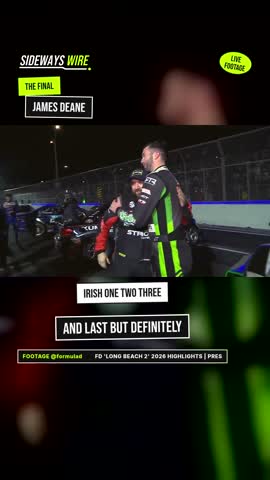 SIDEWAYS WIRE.
LIVE
FOOTAGE
THE FINAL
JAMES DEANE
IRISH ONE TWO THREE
AND LAST BUT DEFINITELY
FOOTAGE @formulad FD 'LONG BEACH 2' 2026 HIGHLIGHTS | PRES